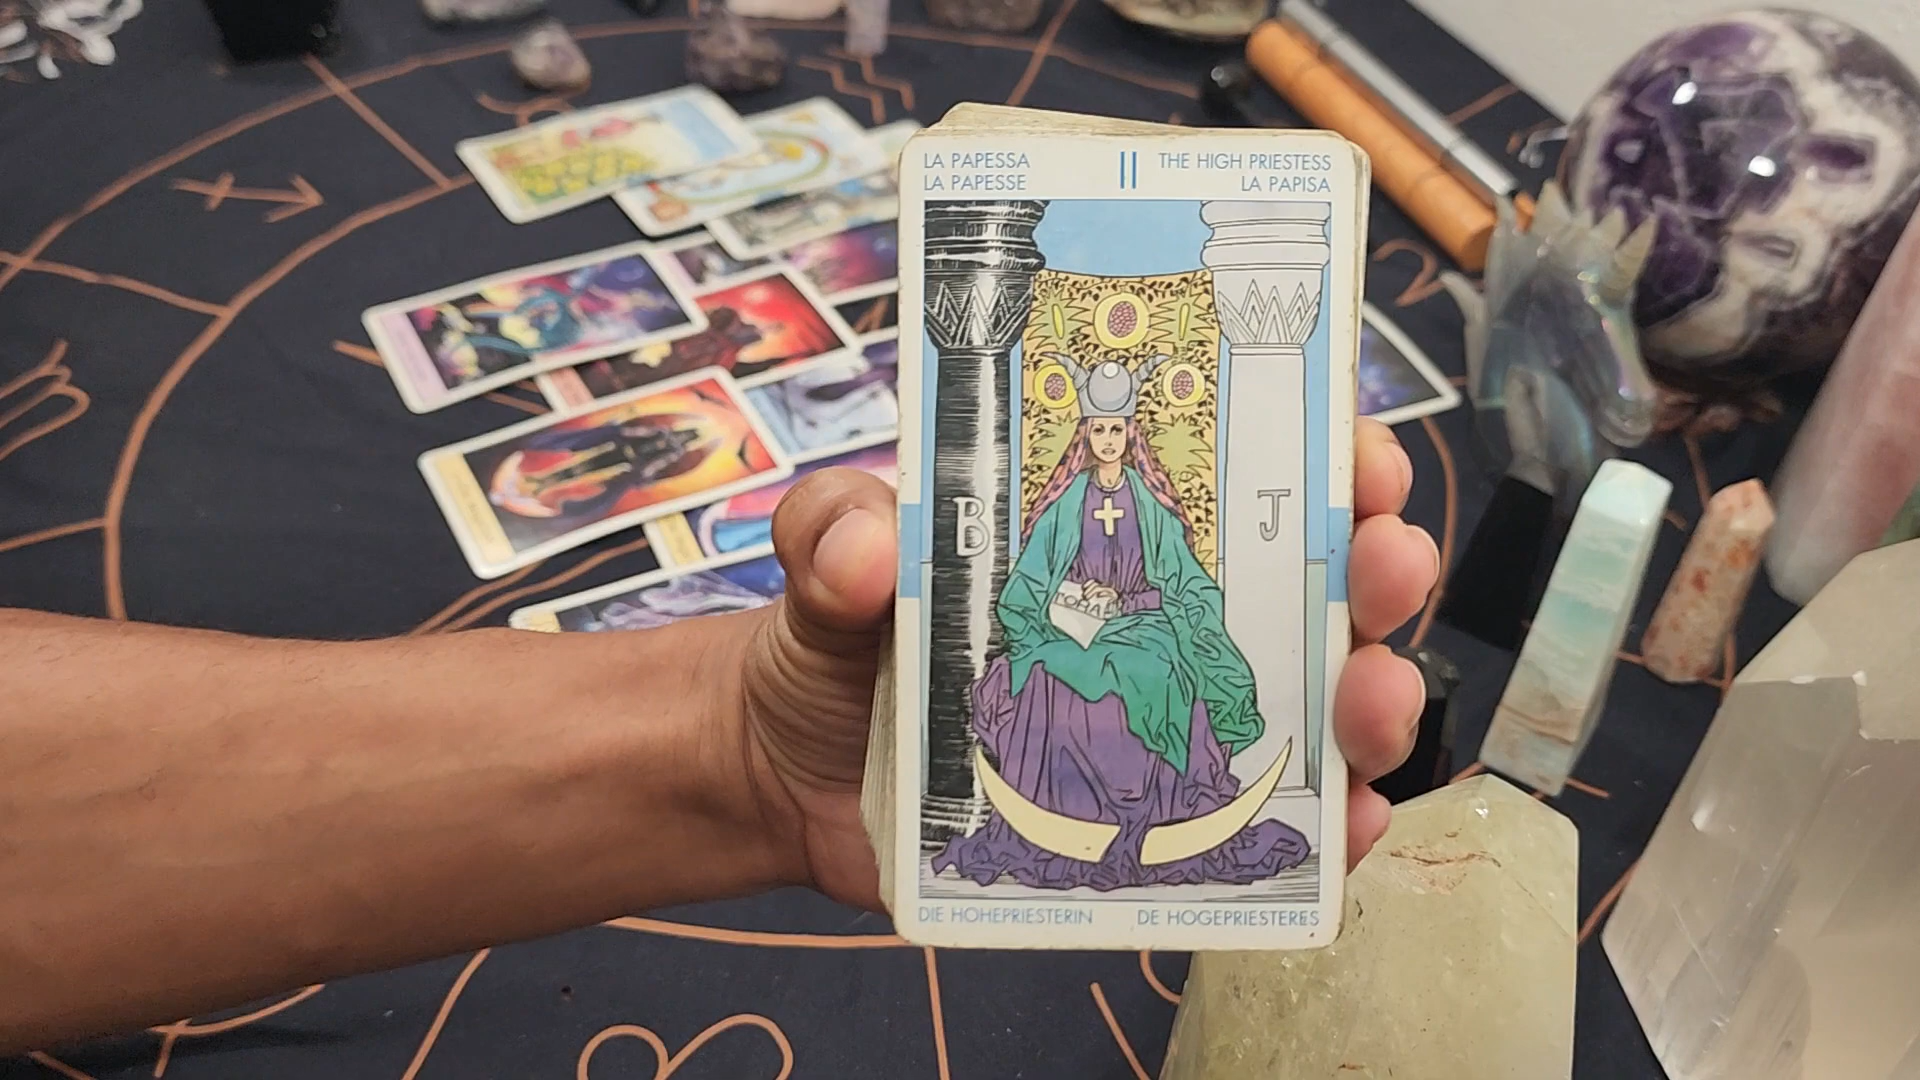 LA PAPESSA
LA PAPESSE
II
THE HIGH PRIESTESS
LA PAPISA
B
J
TORA
DIE HOHEPRIESTERIN
DE HOGEPRIESTERES